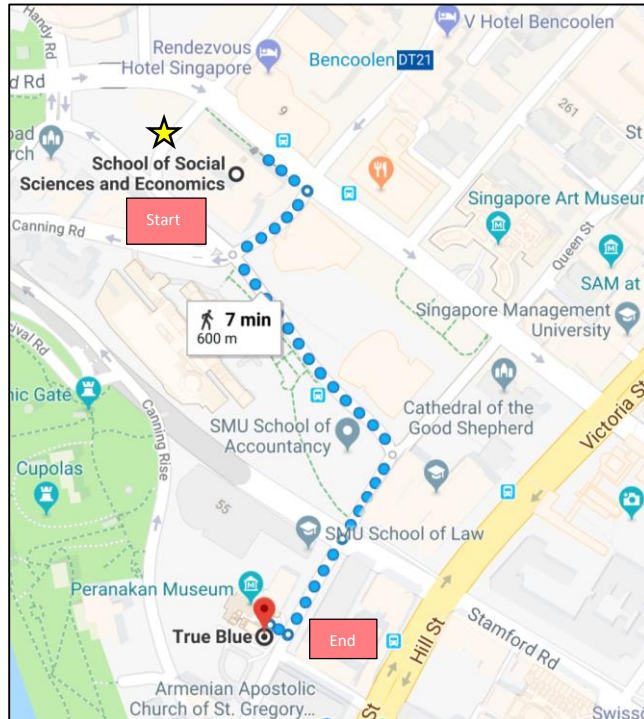 Handy Rd
V Hotel Bencoolen
Rendezvous
Hotel Singapore
Bencoolen DT21
d Rd
9
261
oad
rch
St
School of Social
Sciences and Economics
Start
Singapore Art Museum
Queen St
Canning Rd
SAM at
7 min
600 m
Singapore Management
University
rcival Rd
nic Gate
Canning Rise
Cathedral of the
Good Shepherd
Victoria St
SMU School of
Accountancy
Cupolas
55
SMU School of Law
Peranakan Museum
True Blue
End
Hill St
Stamford Rd
Armenian Apostolic
Church of St. Gregory...
St
Swisso